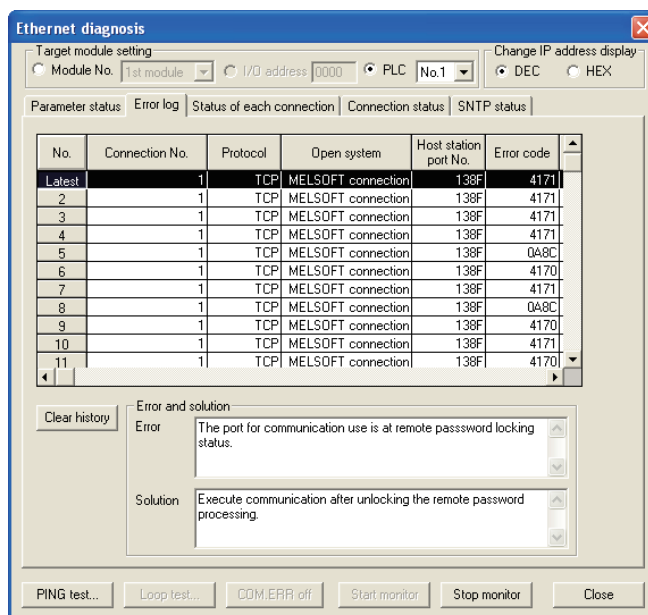 Ethernet diagnosis
Target module setting
Change IP address display
Module No. 1st module I/O address 0000 PLC No.1 DEC HEX
Parameter status Error log Status of each connection Connection status SNTP status
No. Connection No. Protocol Open system Host station port No. Error code
Latest 1 TCP MELSOFT connection 138F 4171
2 1 TCP MELSOFT connection 138F 4171
3 1 TCP MELSOFT connection 138F 4171
4 1 TCP MELSOFT connection 138F 4171
5 1 TCP MELSOFT connection 138F 0A8C
6 1 TCP MELSOFT connection 138F 4170
7 1 TCP MELSOFT connection 138F 4171
8 1 TCP MELSOFT connection 138F 0A8C
9 1 TCP MELSOFT connection 138F 4170
10 1 TCP MELSOFT connection 138F 4171
11 1 TCP MELSOFT connection 138F 4170
Clear history
Error and solution
Error
The port for communication use is at remote passsword locking
status.
Solution
Execute communication after unlocking the remote password
processing.
PING test... Loop test... COM.ERR off Start monitor Stop monitor Close